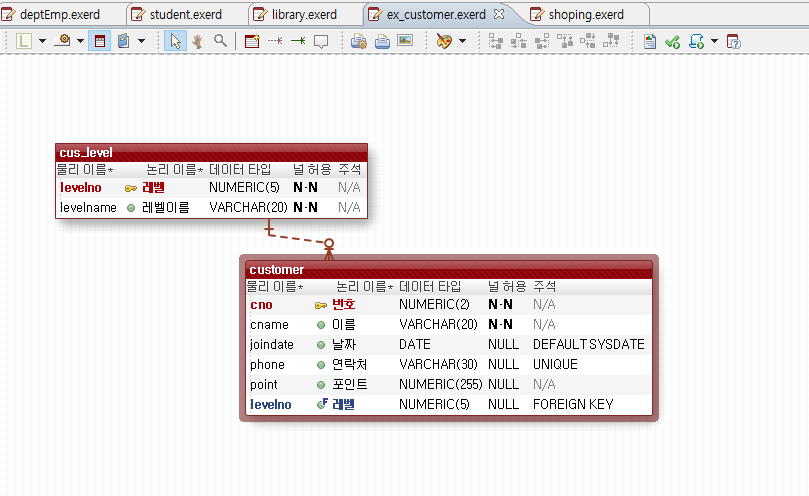 deptEmp.exerd student.exerd library.exerd ex_customer.exerd shoping.exerd
cus_level
물리 이름* 논리 이름* 데이터 타입 널 허용 주석
levelno 레벨 NUMERIC(5) N-N N/A
levelname 레벨이름 VARCHAR(20) N-N N/A
customer
물리 이름* 논리 이름* 데이터 타입 널 허용 주석
cno 번호 NUMERIC(2) N-N N/A
cname 이름 VARCHAR(20) N-N N/A
joindate 날짜 DATE NULL DEFAULT SYSDATE
phone 연락처 VARCHAR(30) NULL UNIQUE
point 포인트 NUMERIC(255) NULL N/A
levelno 레벨 NUMERIC(5) NULL FOREIGN KEY